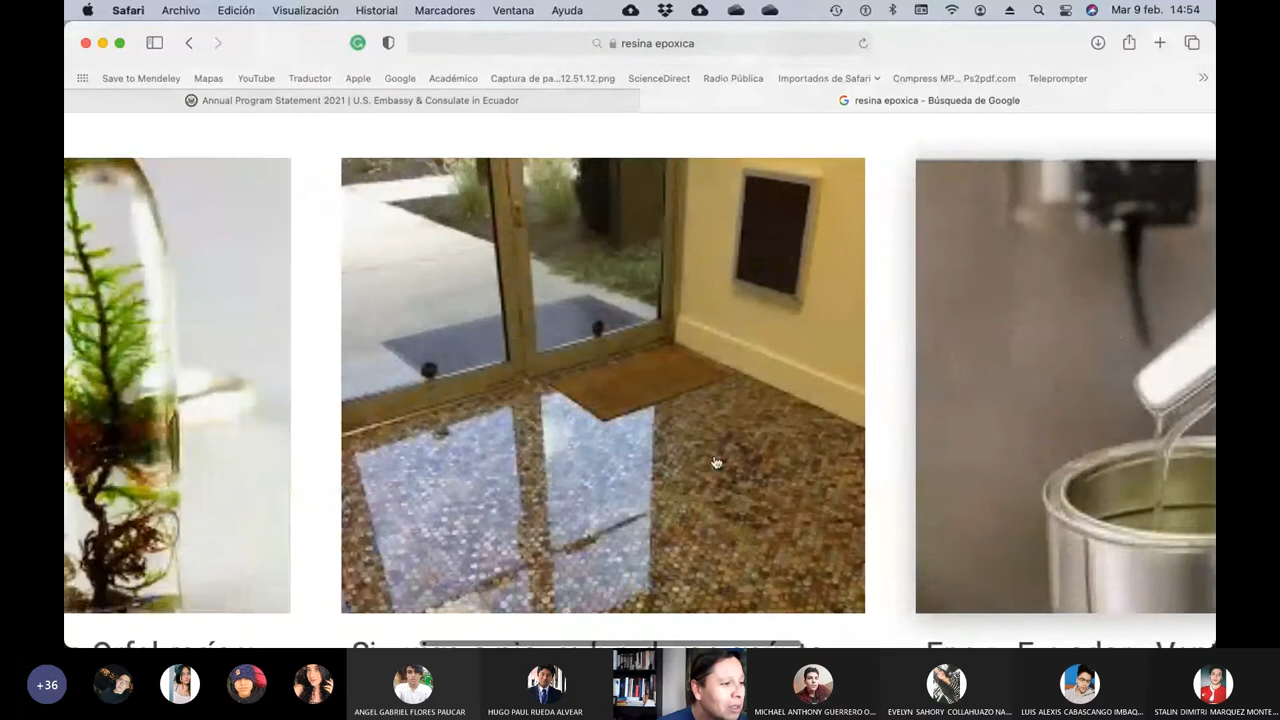 Safari Archivo Edición Visualización Historial Marcadores Ventana Ayuda Mar 9 feb. 14:54
resina epoxica
Save to Mendeley Mapas YouTube Traductor Apple Google Académico Captura de pa...12.51.12.png ScienceDirect Radio Pública Importados de Safari Compress MP... Ps2pdf.com Teleprompter
Annual Program Statement 2021 | U.S. Embassy & Consulate in Ecuador
resina epoxica - Búsqueda de Google
+36
ANGEL GABRIEL FLORES PAUCAR
HUGO PAUL RUEDA ALVEAR
MICHAEL ANTHONY GUERRERO O...
EVELYN SAHORY COLLAHUAZO NA...
LUIS ALEXIS CABASCANGO IMBAQ...
STALIN DIMITRI MARQUEZ MONTE...